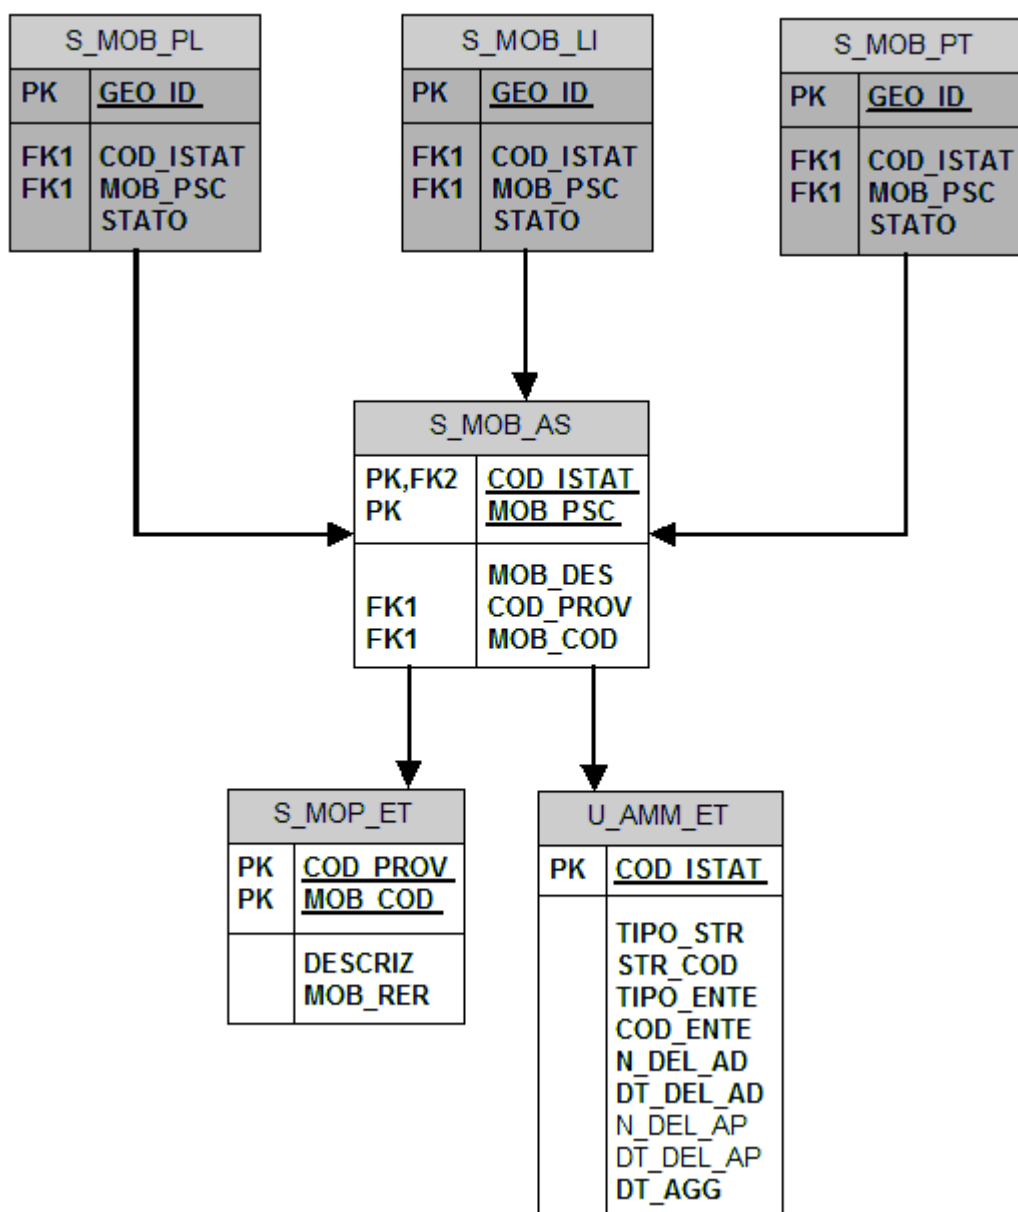 S_MOB_PL
PK GEO_ID
FK1 COD_ISTAT
FK1 MOB_PSC
STATO
S_MOB_LI
PK GEO_ID
FK1 COD_ISTAT
FK1 MOB_PSC
STATO
S_MOB_PT
PK GEO_ID
FK1 COD_ISTAT
FK1 MOB_PSC
STATO
S_MOB_AS
PK,FK2 COD_ISTAT
PK MOB_PSC
MOB_DES
FK1 COD_PROV
FK1 MOB_COD
S_MOP_ET
PK COD_PROV
PK MOB_COD
DESCRIZ
MOB_RER
U_AMM_ET
PK COD_ISTAT
TIPO_STR
STR_COD
TIPO_ENTE
COD_ENTE
N_DEL_AD
DT_DEL_AD
N_DEL_AP
DT_DEL_AP
DT_AGG